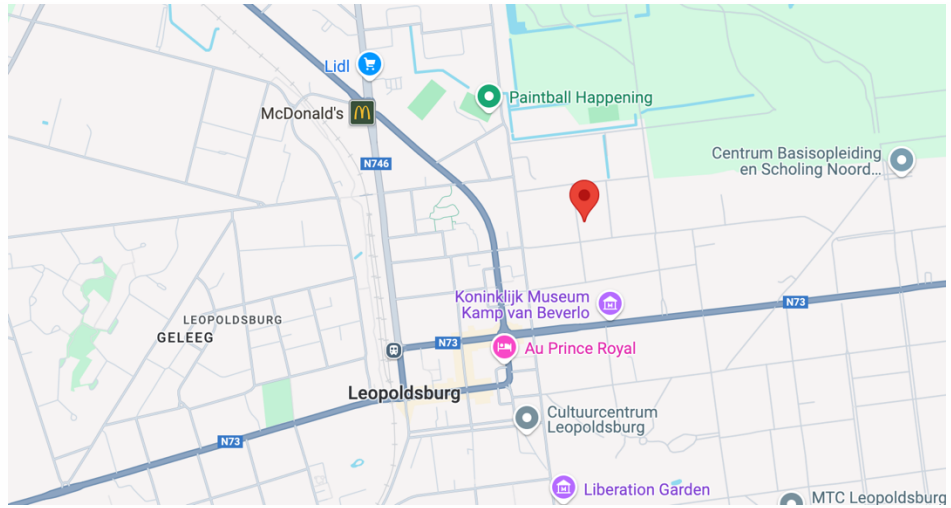 Lidl
McDonald's
Paintball Happening
N746
Centrum Basisopleiding
en Scholing Noord...
Koninklijk Museum
Kamp van Beverlo
N73
LEOPOLDSBURG
GELEEG
N73
Au Prince Royal
Leopoldsburg
Cultuurcentrum
Leopoldsburg
N73
Liberation Garden
MTC Leopoldsburg